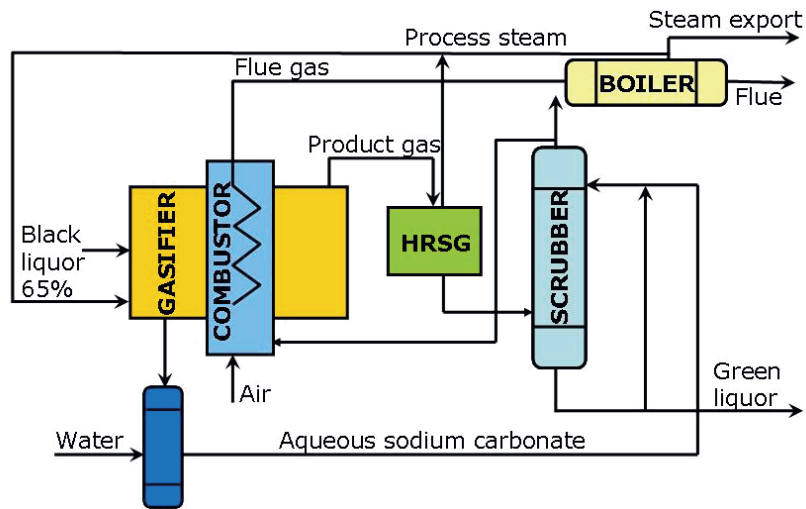 Steam export
Process steam
Flue gas
BOILER
Flue
Product gas
GASIFIER
COMBUSTOR
HRSG
SCRUBBER
Black
liquor
65%
Air
Green
liquor
Water
Aqueous sodium carbonate